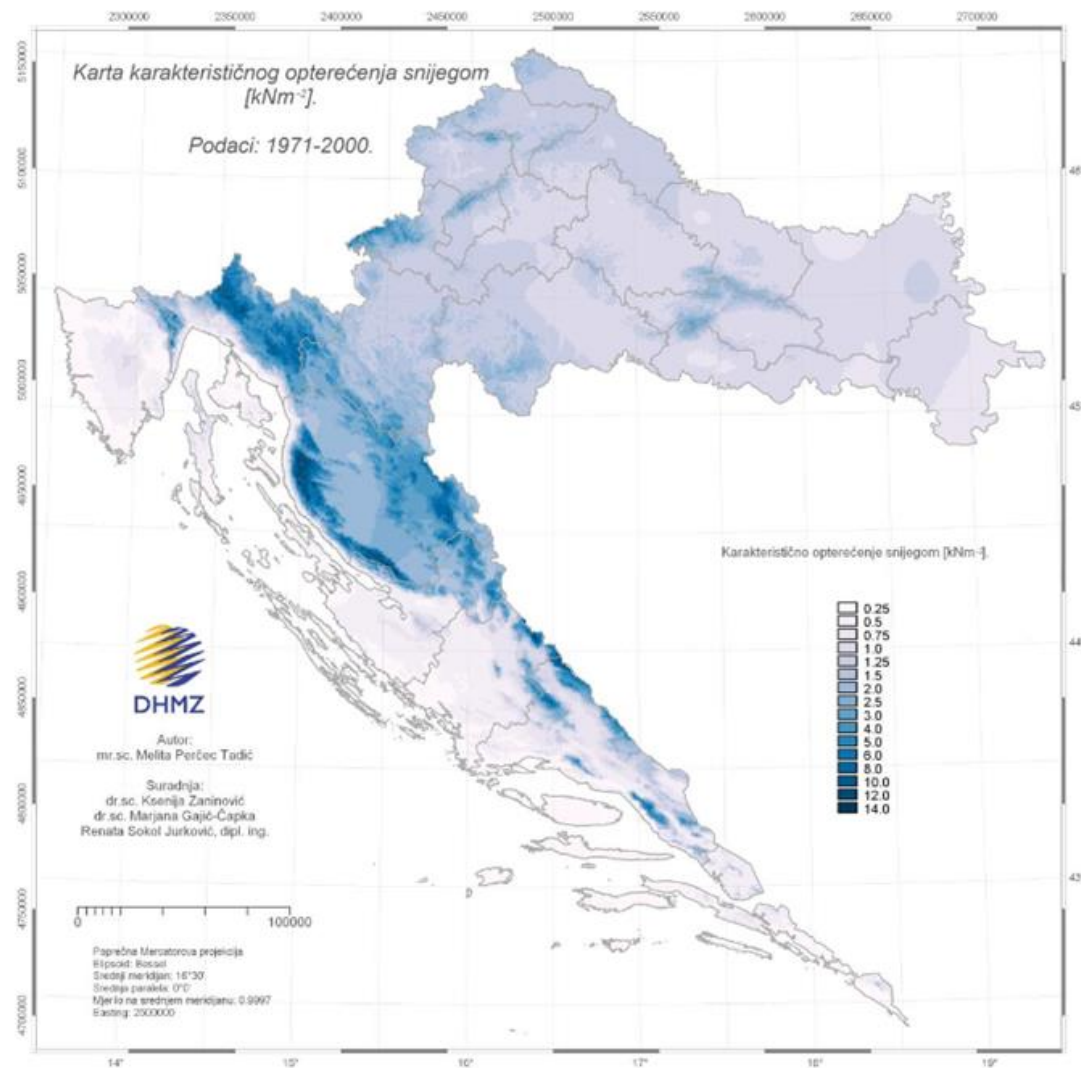 2300000 2350000 2400000 2450000 2500000 2550000 2600000 2650000 2700000
Karta karakterističnog opterećenja snijegom
[kNm⁻²].
Podaci: 1971-2000.
5150000
5100000
5050000
5000000
4950000
4900000
4850000
4800000
4750000
4700000
45
44
43
Karakteristično opterećenje snijegom [kNm⁻²].
0.25
0.5
0.75
1.0
1.25
1.5
2.0
2.5
3.0
4.0
5.0
6.0
8.0
10.0
12.0
14.0
DHMZ
Autor:
mr.sc. Melita Perčec Tadić
Suradnja:
dr.sc. Ksenija Zaninović
dr.sc. Marjana Gajić-Čapka
Renata Sokol Jurković, dipl. ing.
0 100000
Poprečna Mercatorova projekcija
Elipsoid: Bessel
Srednji meridijan: 16°30'
Srednja paralela: 0°0'
Mjerilo na srednjem meridijanu: 0.9997
Easting: 2500000
14° 15° 16° 17° 18° 19°